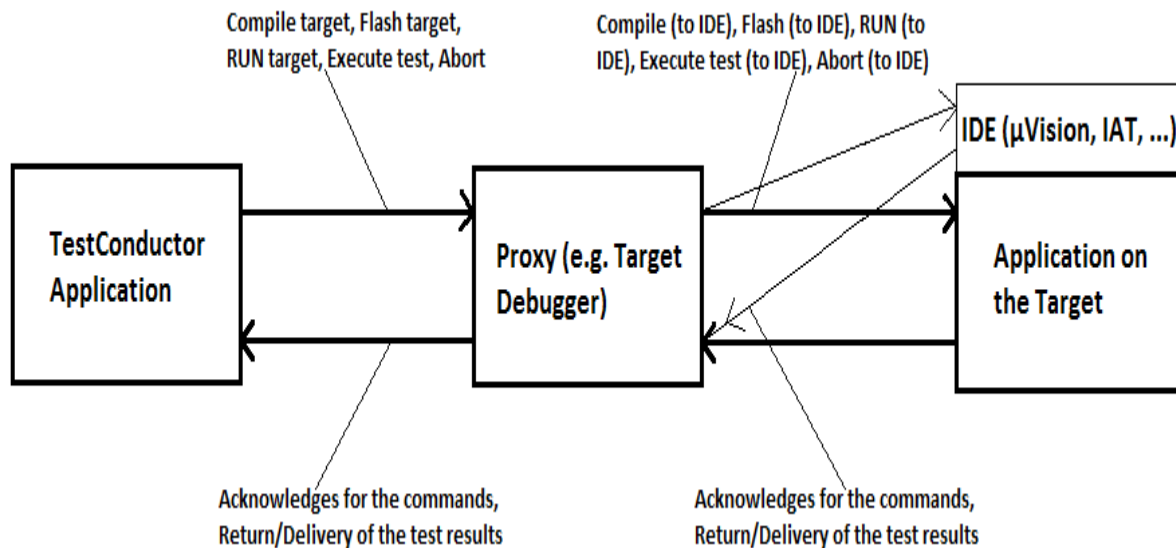 Compile target, Flash target,
RUN target, Execute test, Abort
Compile (to IDE), Flash (to IDE), RUN (to
IDE), Execute test (to IDE), Abort (to IDE)
IDE (µVision, IAT, ...)
TestConductor
Application
Proxy (e.g. Target
Debugger)
Application on
the Target
Acknowledges for the commands,
Return/Delivery of the test results
Acknowledges for the commands,
Return/Delivery of the test results